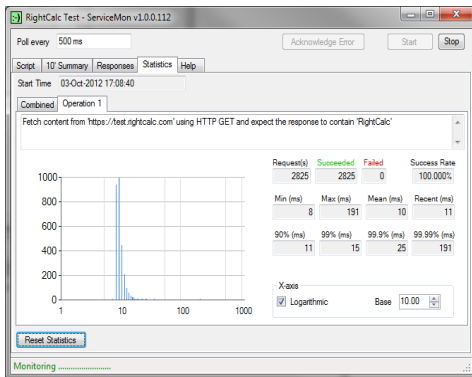 RightCalc Test - ServiceMon v1.0.0.112
Poll every 500 ms Acknowledge Error Start Stop
Script 10' Summary Responses Statistics Help
Start Time 03-Oct-2012 17:08:40
Combined Operation 1
Fetch content from 'https://test.rightcalc.com' using HTTP GET and expect the response to contain 'RightCalc'
Request(s) Succeeded Failed Success Rate
2825 2825 0 100.000%
Min (ms) Max (ms) Mean (ms) Recent (ms)
8 191 10 11
90% (ms) 99% (ms) 99.9% (ms) 99.99% (ms)
11 15 25 191
1000
800
600
400
200
0
1 10 100 1000
X-axis
Logarithmic Base 10.00
Reset Statistics
Monitoring ........................